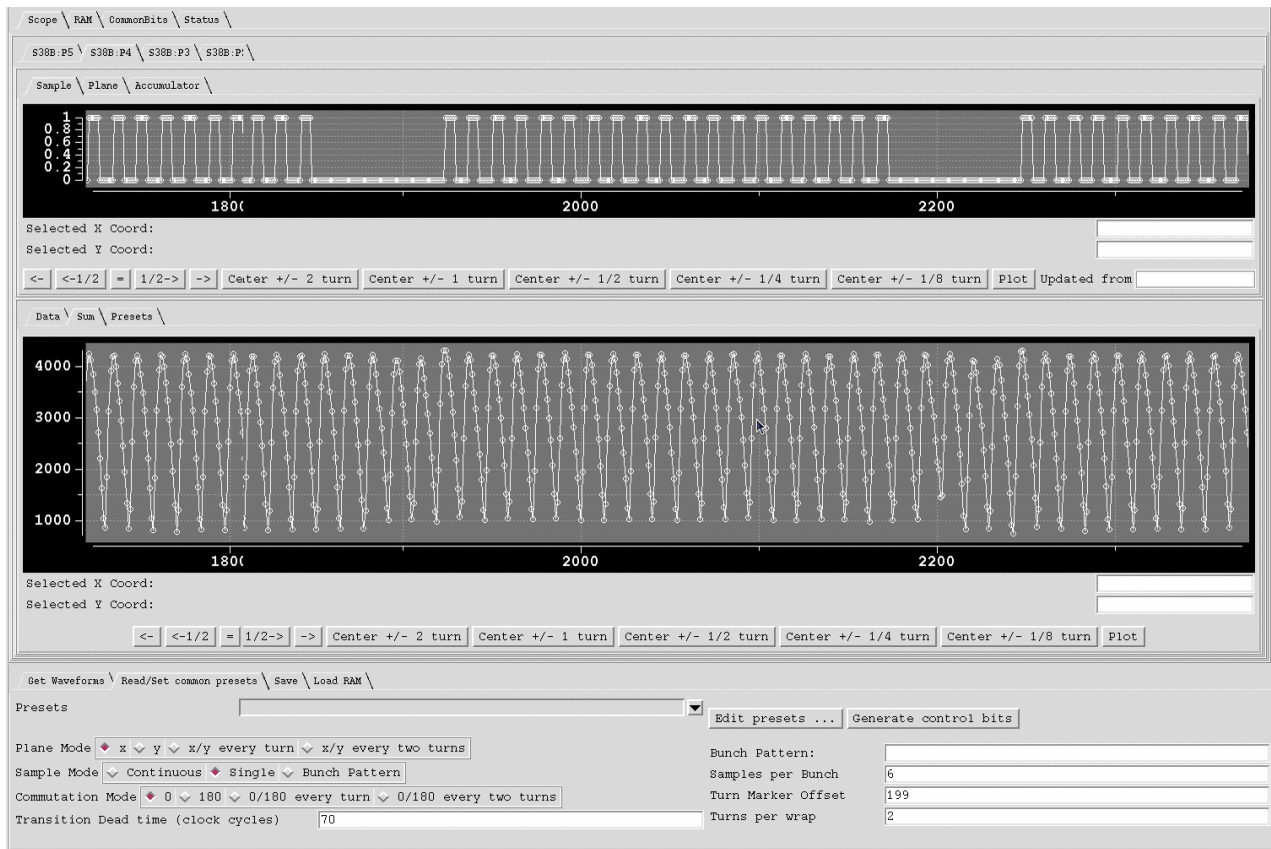 Scope RAM CommonBits Status
S38B:P5 S38B:P4 S38B:P3 S38B:P:
Sample Plane Accumulator
1
0.8
0.6
0.4
0.2
0
1800 2000 2200
Selected X Coord:
Selected Y Coord:
<- <-1/2 = 1/2-> -> Center +/- 2 turn Center +/- 1 turn Center +/- 1/2 turn Center +/- 1/4 turn Center +/- 1/8 turn Plot Updated from
Data Sum Presets
4000
3000
2000
1000
1800 2000 2200
Selected X Coord:
Selected Y Coord:
<- <-1/2 = 1/2-> -> Center +/- 2 turn Center +/- 1 turn Center +/- 1/2 turn Center +/- 1/4 turn Center +/- 1/8 turn Plot
Get Waveforms Read/Set common presets Save Load RAM
Presets
Edit presets ... Generate control bits
Plane Mode x y x/y every turn x/y every two turns
Bunch Pattern:
Sample Mode Continuous Single Bunch Pattern
Samples per Bunch 6
Commutation Mode 0 180 0/180 every turn 0/180 every two turns
Turn Marker Offset 199
Transition Dead time (clock cycles) 70
Turns per wrap 2